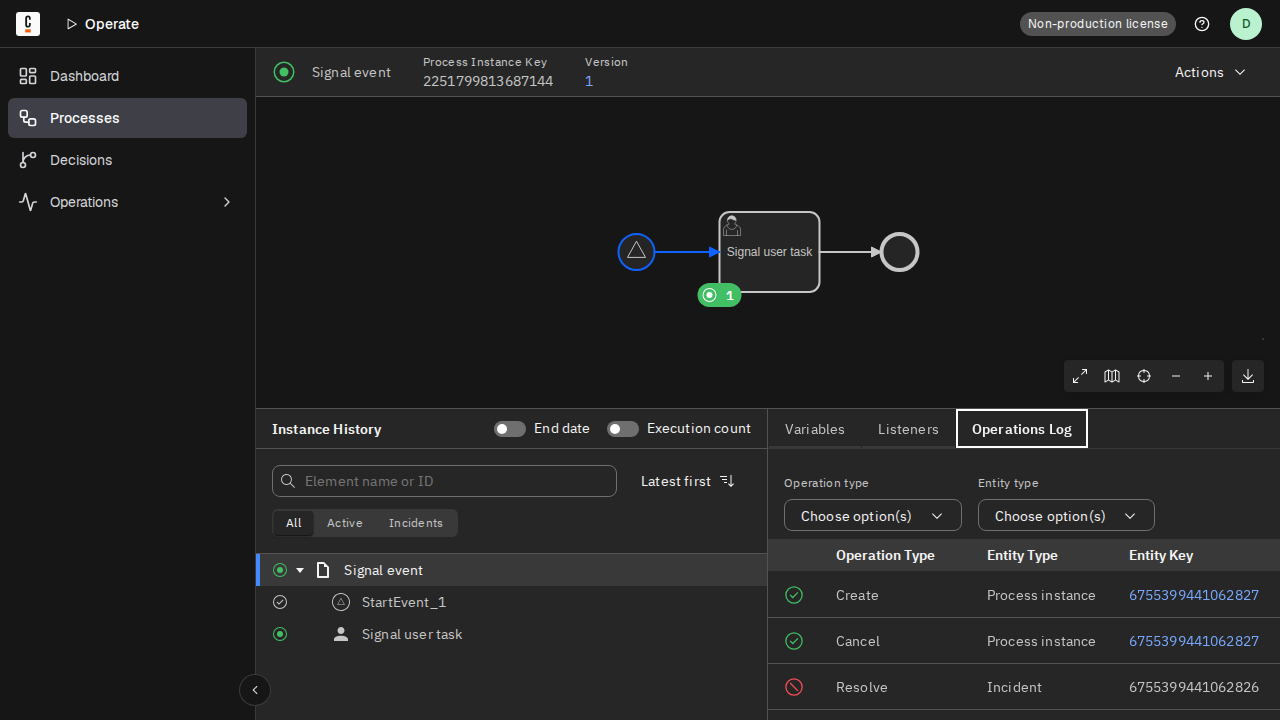 Operate
Non-production license
D
Dashboard
Processes
Decisions
Operations
Signal event
Process Instance Key
2251799813687144
Version
1
Actions
Signal user task
1
Instance History
End date
Execution count
Element name or ID
Latest first
All
Active
Incidents
Signal event
StartEvent_1
Signal user task
Variables
Listeners
Operations Log
Operation type
Entity type
Choose option(s)
Choose option(s)
Operation Type
Entity Type
Entity Key
Create
Process instance
6755399441062827
Cancel
Process instance
6755399441062827
Resolve
Incident
6755399441062826